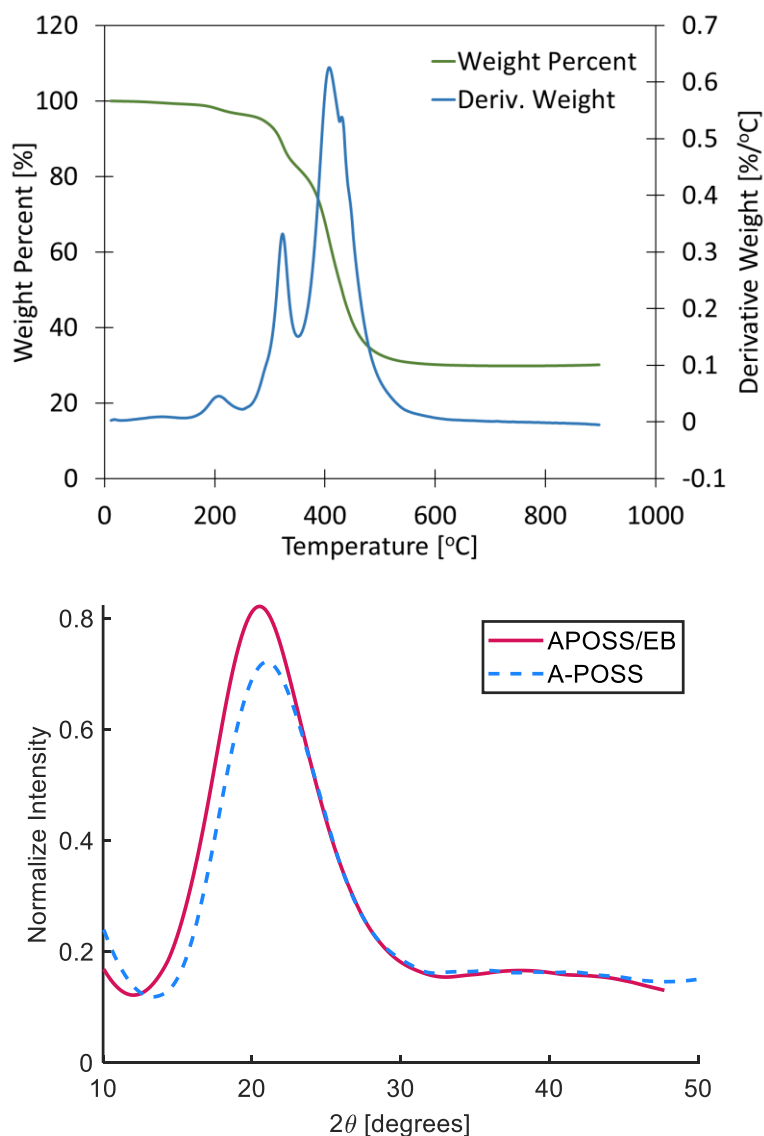 120
100
80
60
40
20
0
Weight Percent [%]
Weight Percent
Deriv. Weight
0.7
0.6
0.5
0.4
0.3
0.2
0.1
0
-0.1
Derivative Weight [%/ºC]
0 200 400 600 800 1000
Temperature [ºC]
0.8
0.6
0.4
0.2
0
Normalize Intensity
APOSS/EB
A-POSS
10 20 30 40 50
2θ [degrees]